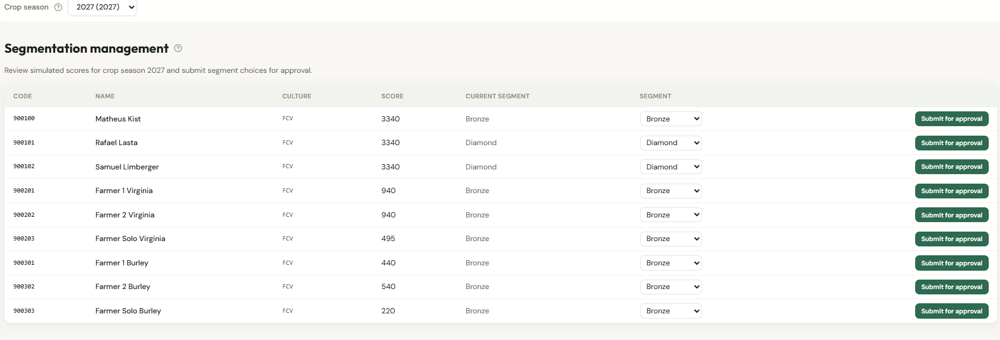 Crop season 2027 (2027)
Segmentation management
Review simulated scores for crop season 2027 and submit segment choices for approval.
CODE NAME CULTURE SCORE CURRENT SEGMENT SEGMENT
900100 Matheus Kist FCV 3340 Bronze Bronze Submit for approval
900101 Rafael Lasta FCV 3340 Diamond Diamond Submit for approval
900102 Samuel Limberger FCV 3340 Diamond Diamond Submit for approval
900201 Farmer 1 Virginia FCV 940 Bronze Bronze Submit for approval
900202 Farmer 2 Virginia FCV 940 Bronze Bronze Submit for approval
900203 Farmer Solo Virginia FCV 495 Bronze Bronze Submit for approval
900301 Farmer 1 Burley FCV 440 Bronze Bronze Submit for approval
900302 Farmer 2 Burley FCV 540 Bronze Bronze Submit for approval
900303 Farmer Solo Burley FCV 220 Bronze Bronze Submit for approval